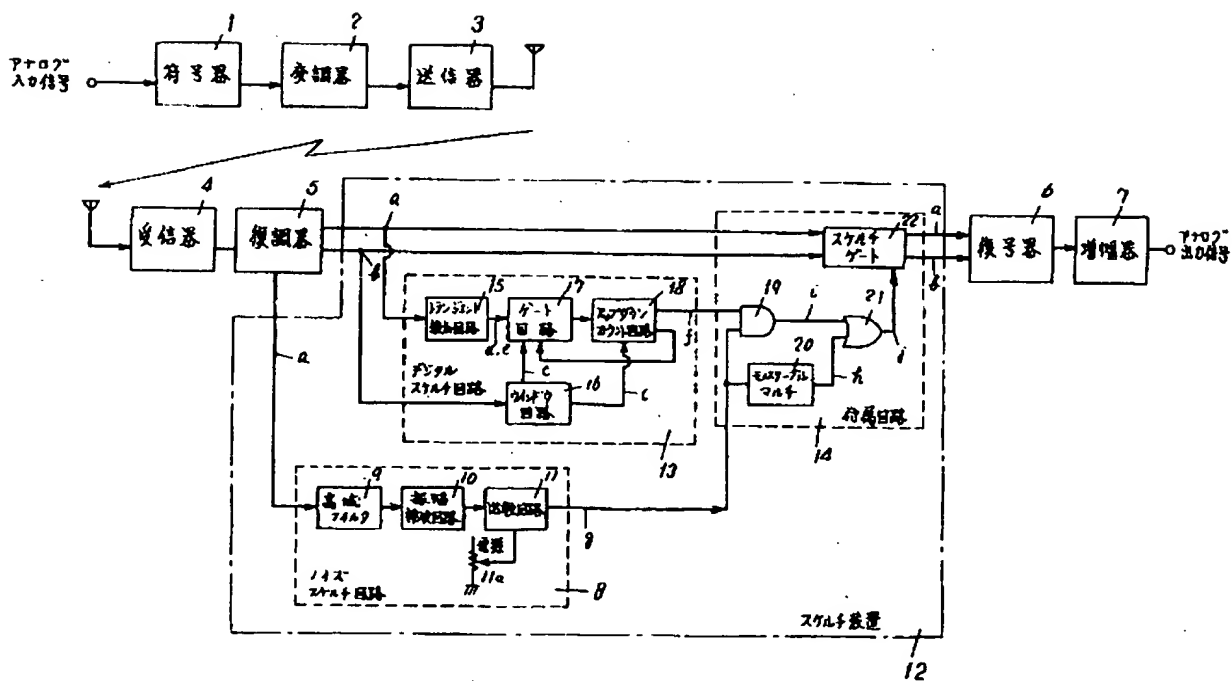 1
2
3
アナログ
入力信号
符号器
変調器
送信器
4
5
a
受信器
復調器
b
22
a
6
7
スケルチ
ゲート
b
復号器
増幅器
アナログ
出力信号
15
17
18
19
i
21
トランジェント
検出回路
d,e
ゲート
回路
アップダウン
カウント回路
f
j
20
a
c
c
デジタル
スケルチ回路
16
ウインドウ
回路
モノステーブル
マルチ
h
付属回路
13
14
9
10
11
高域
フィルタ
振幅
検波回路
比較回路
g
電源
11a
ノイズ
スケルチ回路
8
スケルチ装置
12